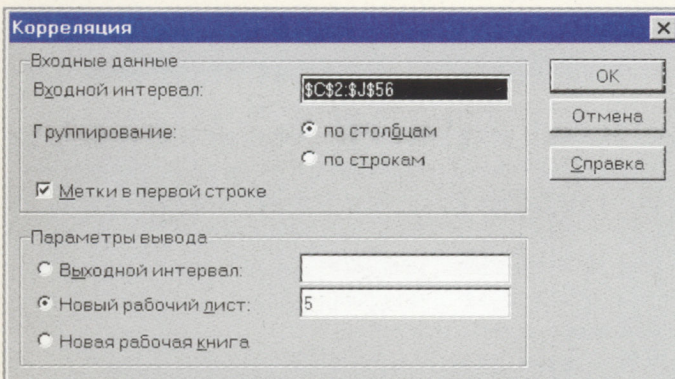 Корреляция
Входные данные
Входной интервал: $C$2:$J$56
Группирование: по столбцам
по строкам
Метки в первой строке
OK
Отмена
Справка
Параметры вывода
Выходной интервал:
Новый рабочий лист: 5
Новая рабочая книга